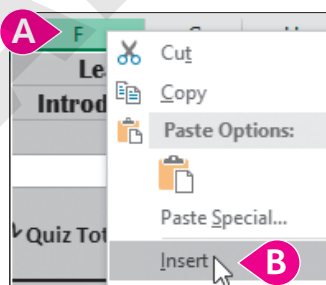 A F
Cut
Le
Copy
Introd
Paste Options:
Paste Special...
Quiz Tot
Insert B